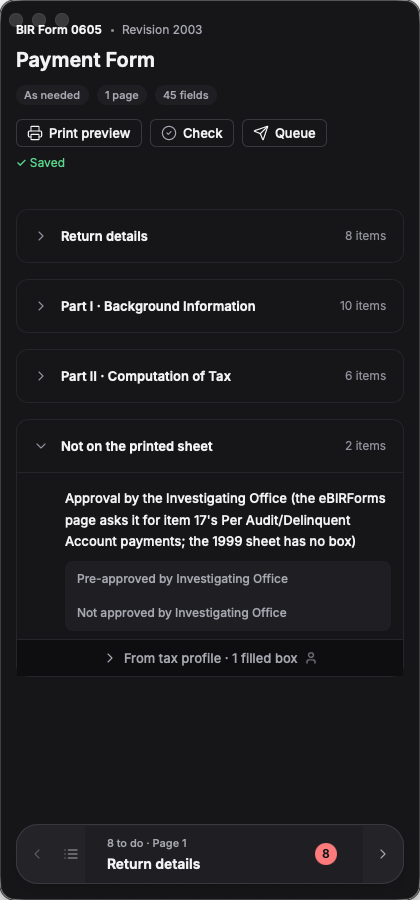 BIR Form 0605 • Revision 2003
Payment Form
As needed
1 page
45 fields
Print preview
Check
Queue
✓ Saved
Return details
8 items
Part I · Background Information
10 items
Part II · Computation of Tax
6 items
Not on the printed sheet
2 items
Approval by the Investigating Office (the eBIRForms
page asks it for item 17's Per Audit/Delinquent
Account payments; the 1999 sheet has no box)
Pre-approved by Investigating Office
Not approved by Investigating Office
From tax profile · 1 filled box
8 to do · Page 1
Return details
8